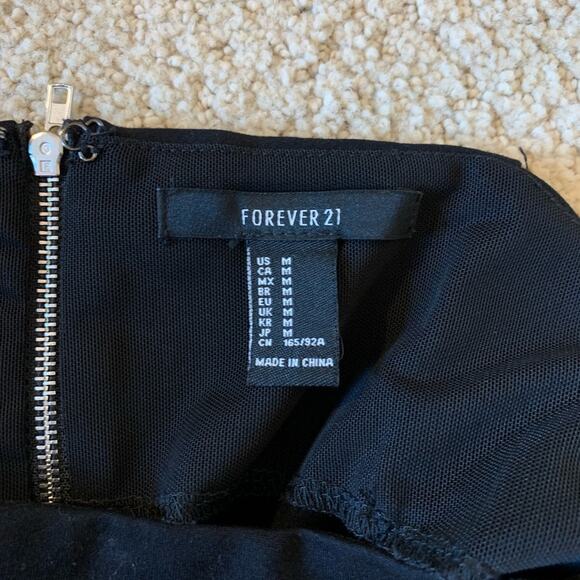 FOREVER 21
US M
CA M
MX M
BR M
EU M
UK M
KR M
JP M
CN 165/92A
MADE IN CHINA